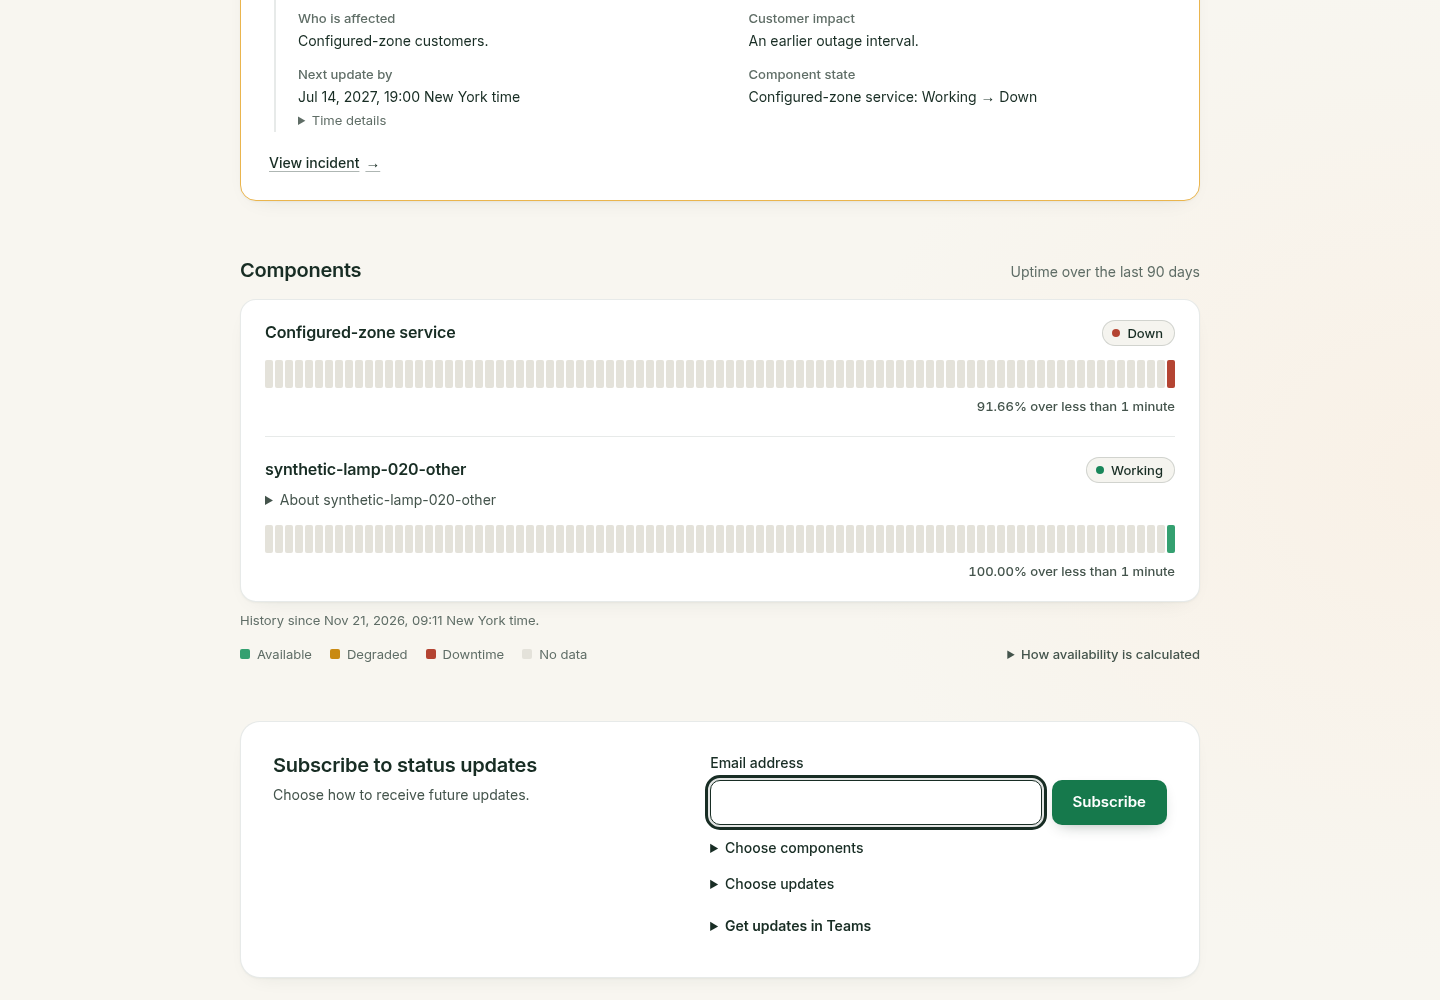 Who is affected
Configured-zone customers.
Customer impact
An earlier outage interval.
Next update by
Jul 14, 2027, 19:00 New York time
▶ Time details
Component state
Configured-zone service: Working → Down
View incident →
Components
Uptime over the last 90 days
Configured-zone service
Down
91.66% over less than 1 minute
synthetic-lamp-020-other
Working
▶ About synthetic-lamp-020-other
100.00% over less than 1 minute
History since Nov 21, 2026, 09:11 New York time.
Available
Degraded
Downtime
No data
▶ How availability is calculated
Subscribe to status updates
Choose how to receive future updates.
Email address
Subscribe
▶ Choose components
▶ Choose updates
▶ Get updates in Teams